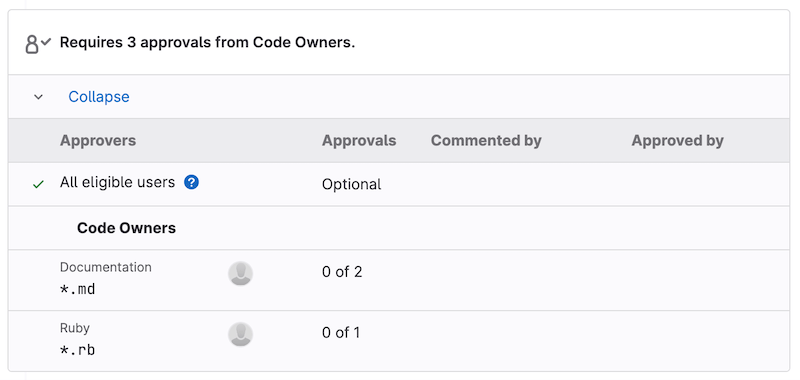 Requires 3 approvals from Code Owners.
Collapse
Approvers Approvals Commented by Approved by
All eligible users ? Optional
Code Owners
Documentation
*.md 0 of 2
Ruby
*.rb 0 of 1